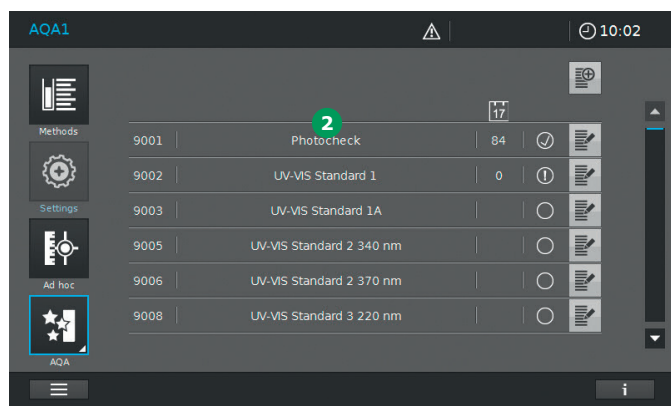 AQA1 10:02
17
2
Methods
9001 Photocheck 84
9002 UV-VIS Standard 1 0
Settings
9003 UV-VIS Standard 1A
9005 UV-VIS Standard 2 340 nm
Ad hoc
9006 UV-VIS Standard 2 370 nm
9008 UV-VIS Standard 3 220 nm
AQA
i